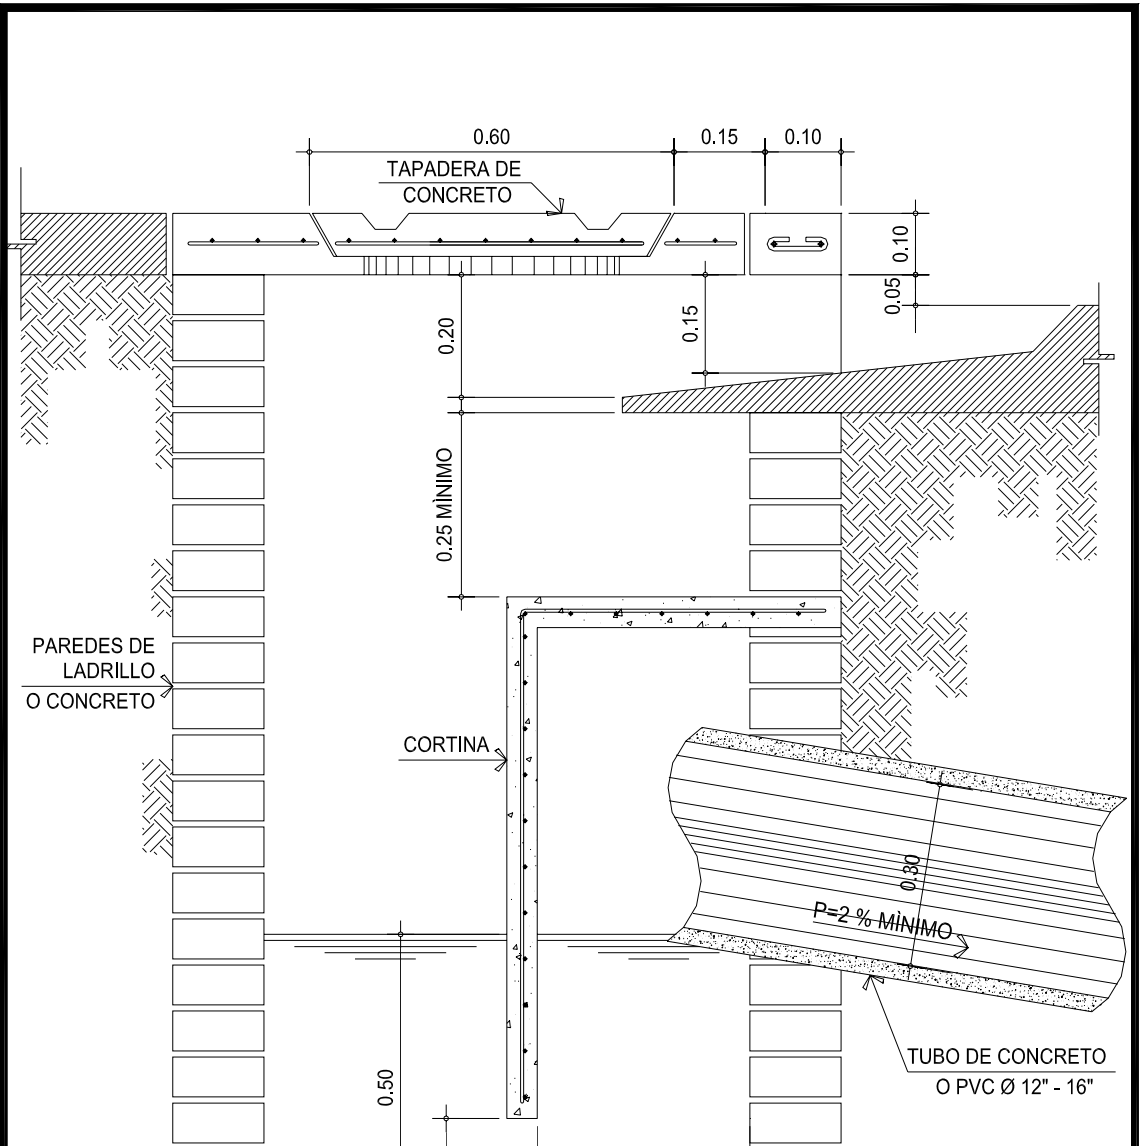 0.60
0.15
0.10
TAPADERA DE
CONCRETO
0.10
0.05
0.20
0.15
0.25 MÌNIMO
PAREDES DE
LADRILLO
O CONCRETO
CORTINA
0.30
P=2 % MÌNIMO
0.50
TUBO DE CONCRETO
O PVC Ø 12" - 16"